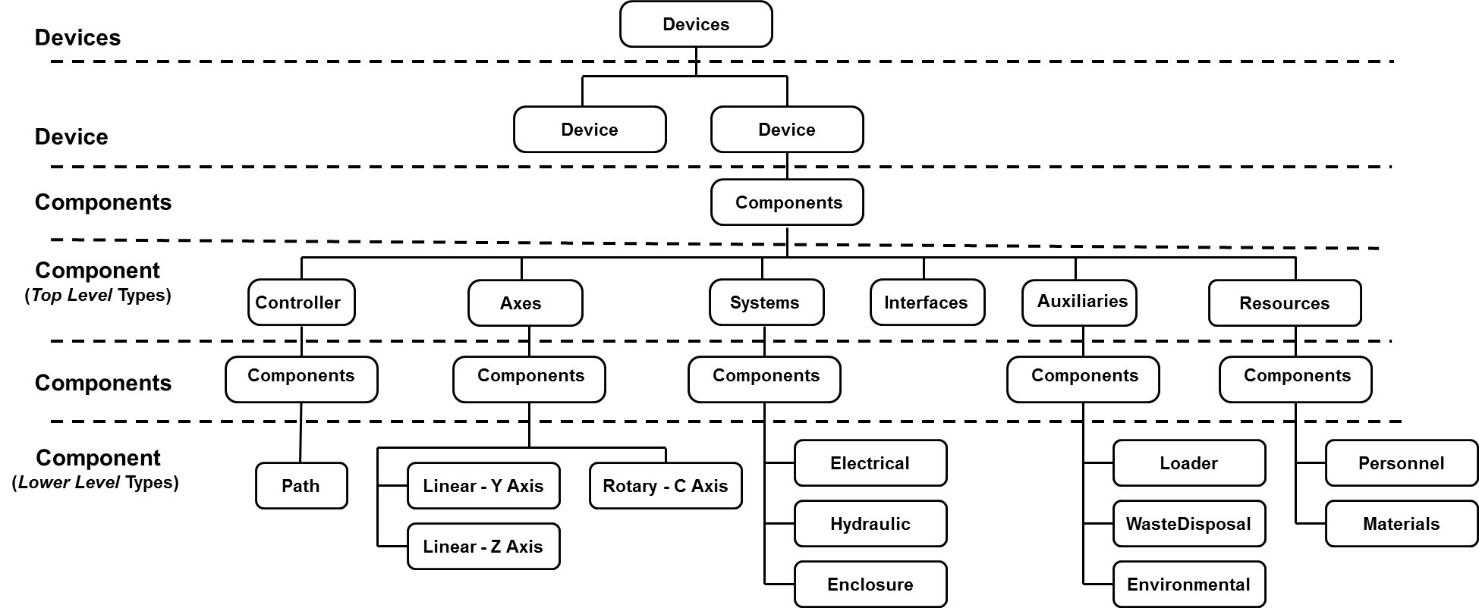 Devices
Devices
Device
Device
Device
Components
Components
Component
(Top Level Types)
Controller
Axes
Systems
Interfaces
Auxiliaries
Resources
Components
Components
Components
Components
Components
Components
Component
(Lower Level Types)
Path
Linear - Y Axis
Rotary - C Axis
Linear - Z Axis
Electrical
Hydraulic
Enclosure
Loader
WasteDisposal
Environmental
Personnel
Materials